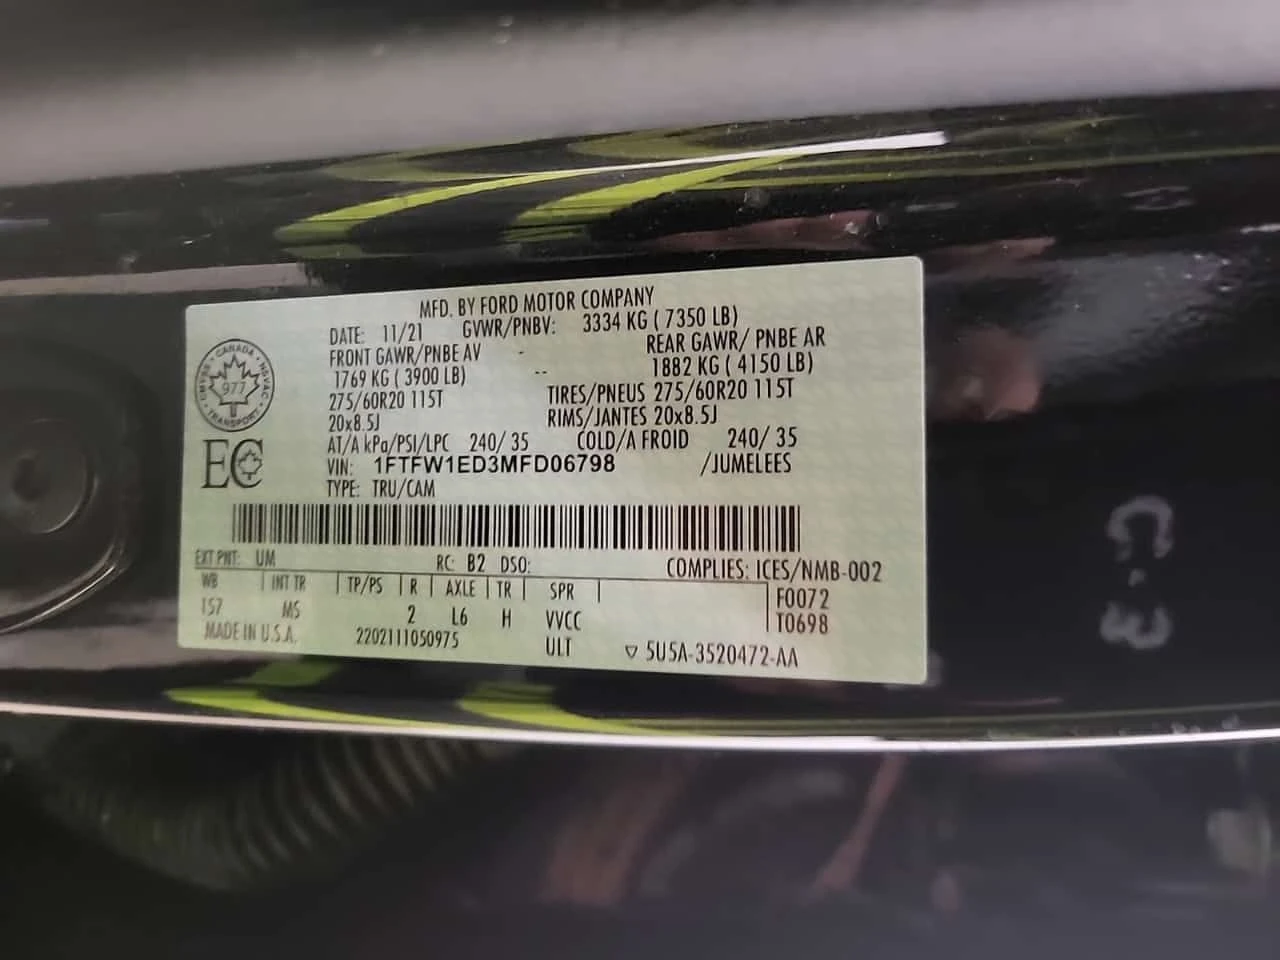 MFD. BY FORD MOTOR COMPANY
DATE: 11/21 GVWR/PNBV: 3334 KG ( 7350 LB)
FRONT GAWR/PNBE AV REAR GAWR/ PNBE AR
1769 KG ( 3900 LB) 1882 KG ( 4150 LB)
275/60R20 115T TIRES/PNEUS 275/60R20 115T
20x8.5J RIMS/JANTES 20x8.5J
AT/A kPa/PSI/LPC 240/ 35 COLD/A FROID 240/ 35
VIN: 1FTFW1ED3MFD06798 /JUMELEES
TYPE: TRU/CAM
CANADA
CMVSS NSVAC
977
TRANSPORT
EC
EXT PNT: UM RC: B2 DSO: COMPLIES: ICES/NMB-002
WB | INT TR | TP/PS | R | AXLE | TR | SPR | F0072
157 MS 2 L6 H VVCC T0698
MADE IN U.S.A. 2202111050975 ULT ▽ 5U5A-3520472-AA
C-3